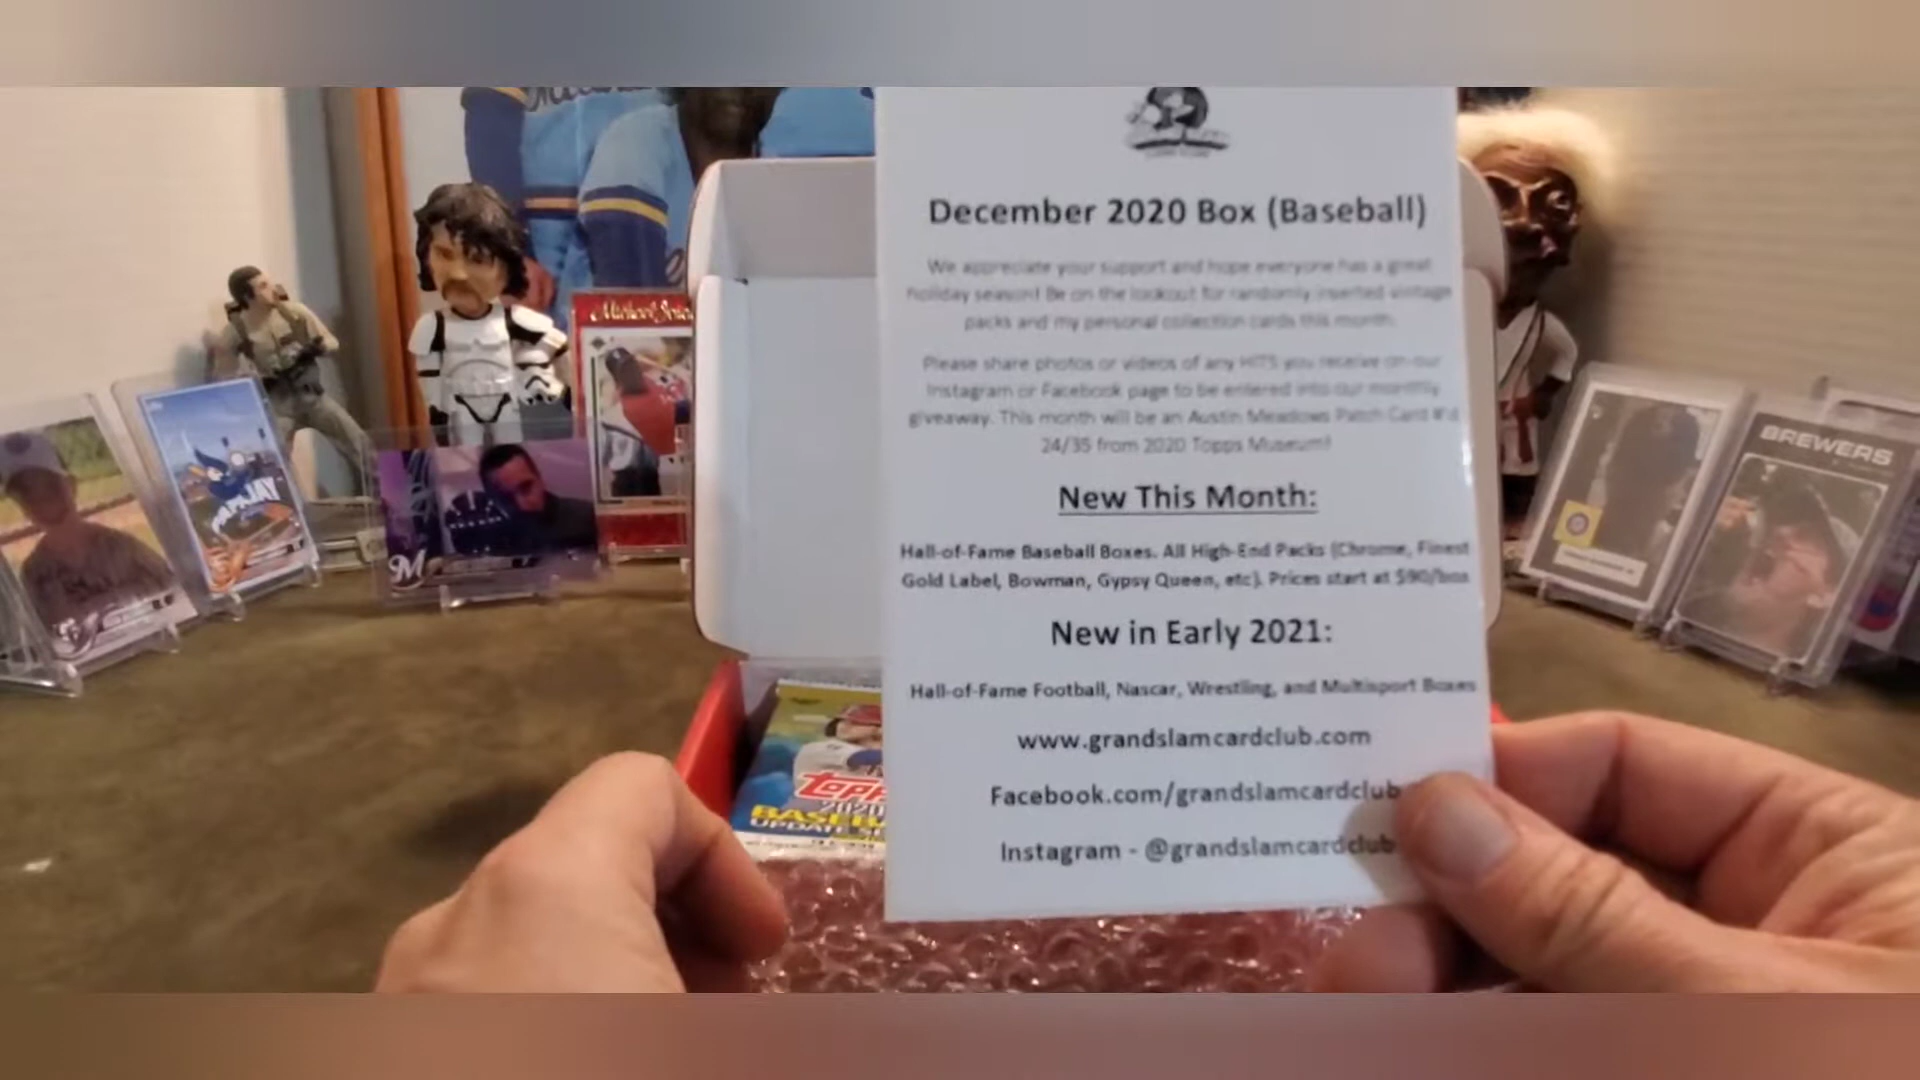 December 2020 Box (Baseball)
We appreciate your support and hope everyone has a great
holiday season! Be on the lookout for randomly inserted vintage
packs and my personal collection cards this month.
Please share photos or videos of any HITS you receive on our
Instagram or Facebook page to be entered into our monthly
giveaway. This month will be an Austin Meadows Patch Card #'d
24/35 from 2020 Topps Museum!
New This Month:
Hall-of-Fame Baseball Boxes. All High-End Packs (Chrome, Finest
Gold Label, Bowman, Gypsy Queen, etc). Prices start at $90/box
New in Early 2021:
Hall-of-Fame Football, Nascar, Wrestling, and Multisport Boxes
www.grandslamcardclub.com
Facebook.com/grandslamcardclub
Instagram - @grandslamcardclub
BREWERS
PAPAJAY
M
Topps
2020
BASEBA
UPDATE SE